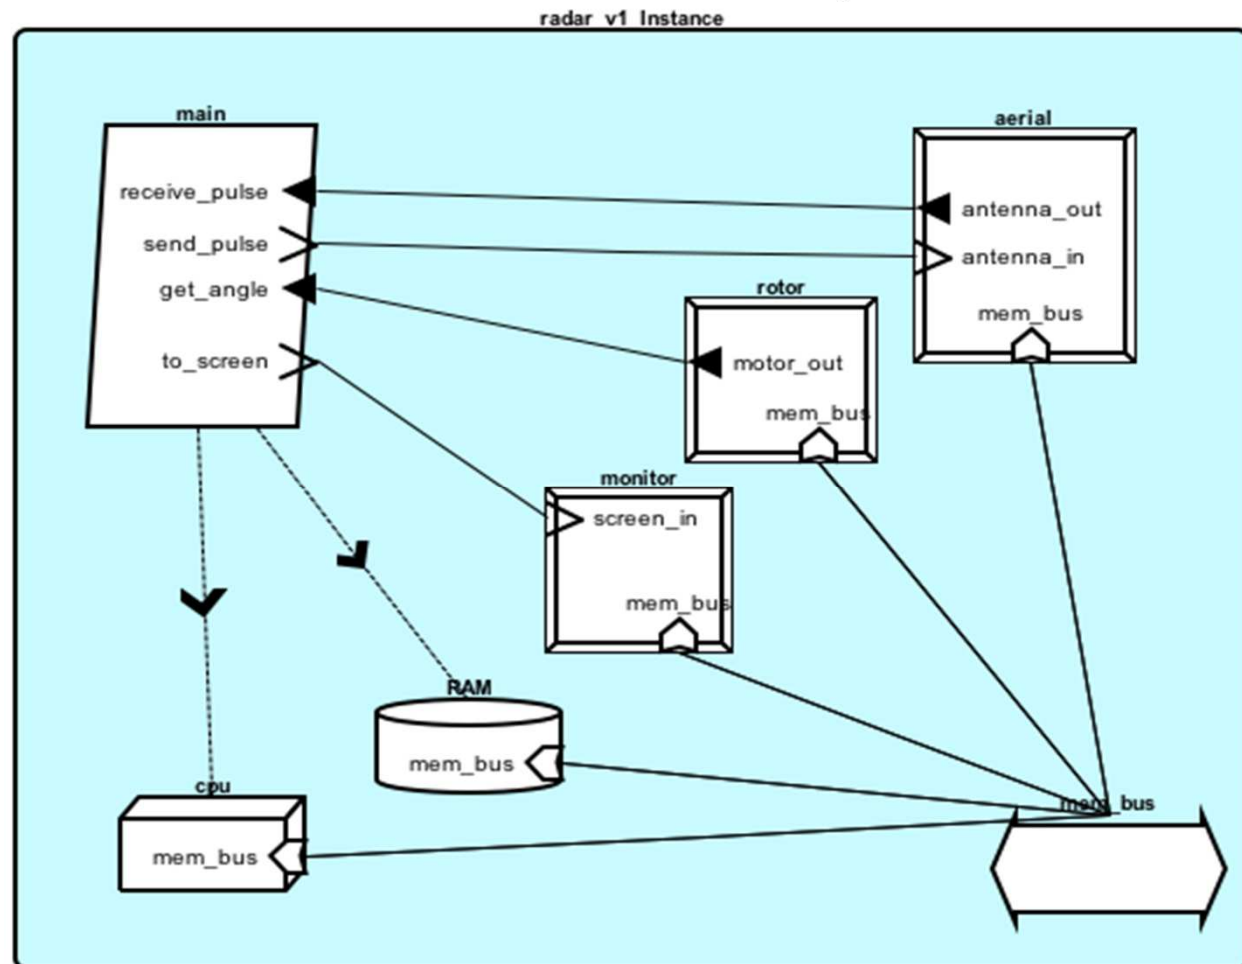 radar_v1_Instance
main
receive_pulse
send_pulse
get_angle
to_screen
aerial
antenna_out
antenna_in
mem_bus
rotor
motor_out
mem_bus
monitor
screen_in
mem_bus
RAM
mem_bus
cpu
mem_bus
mem_bus